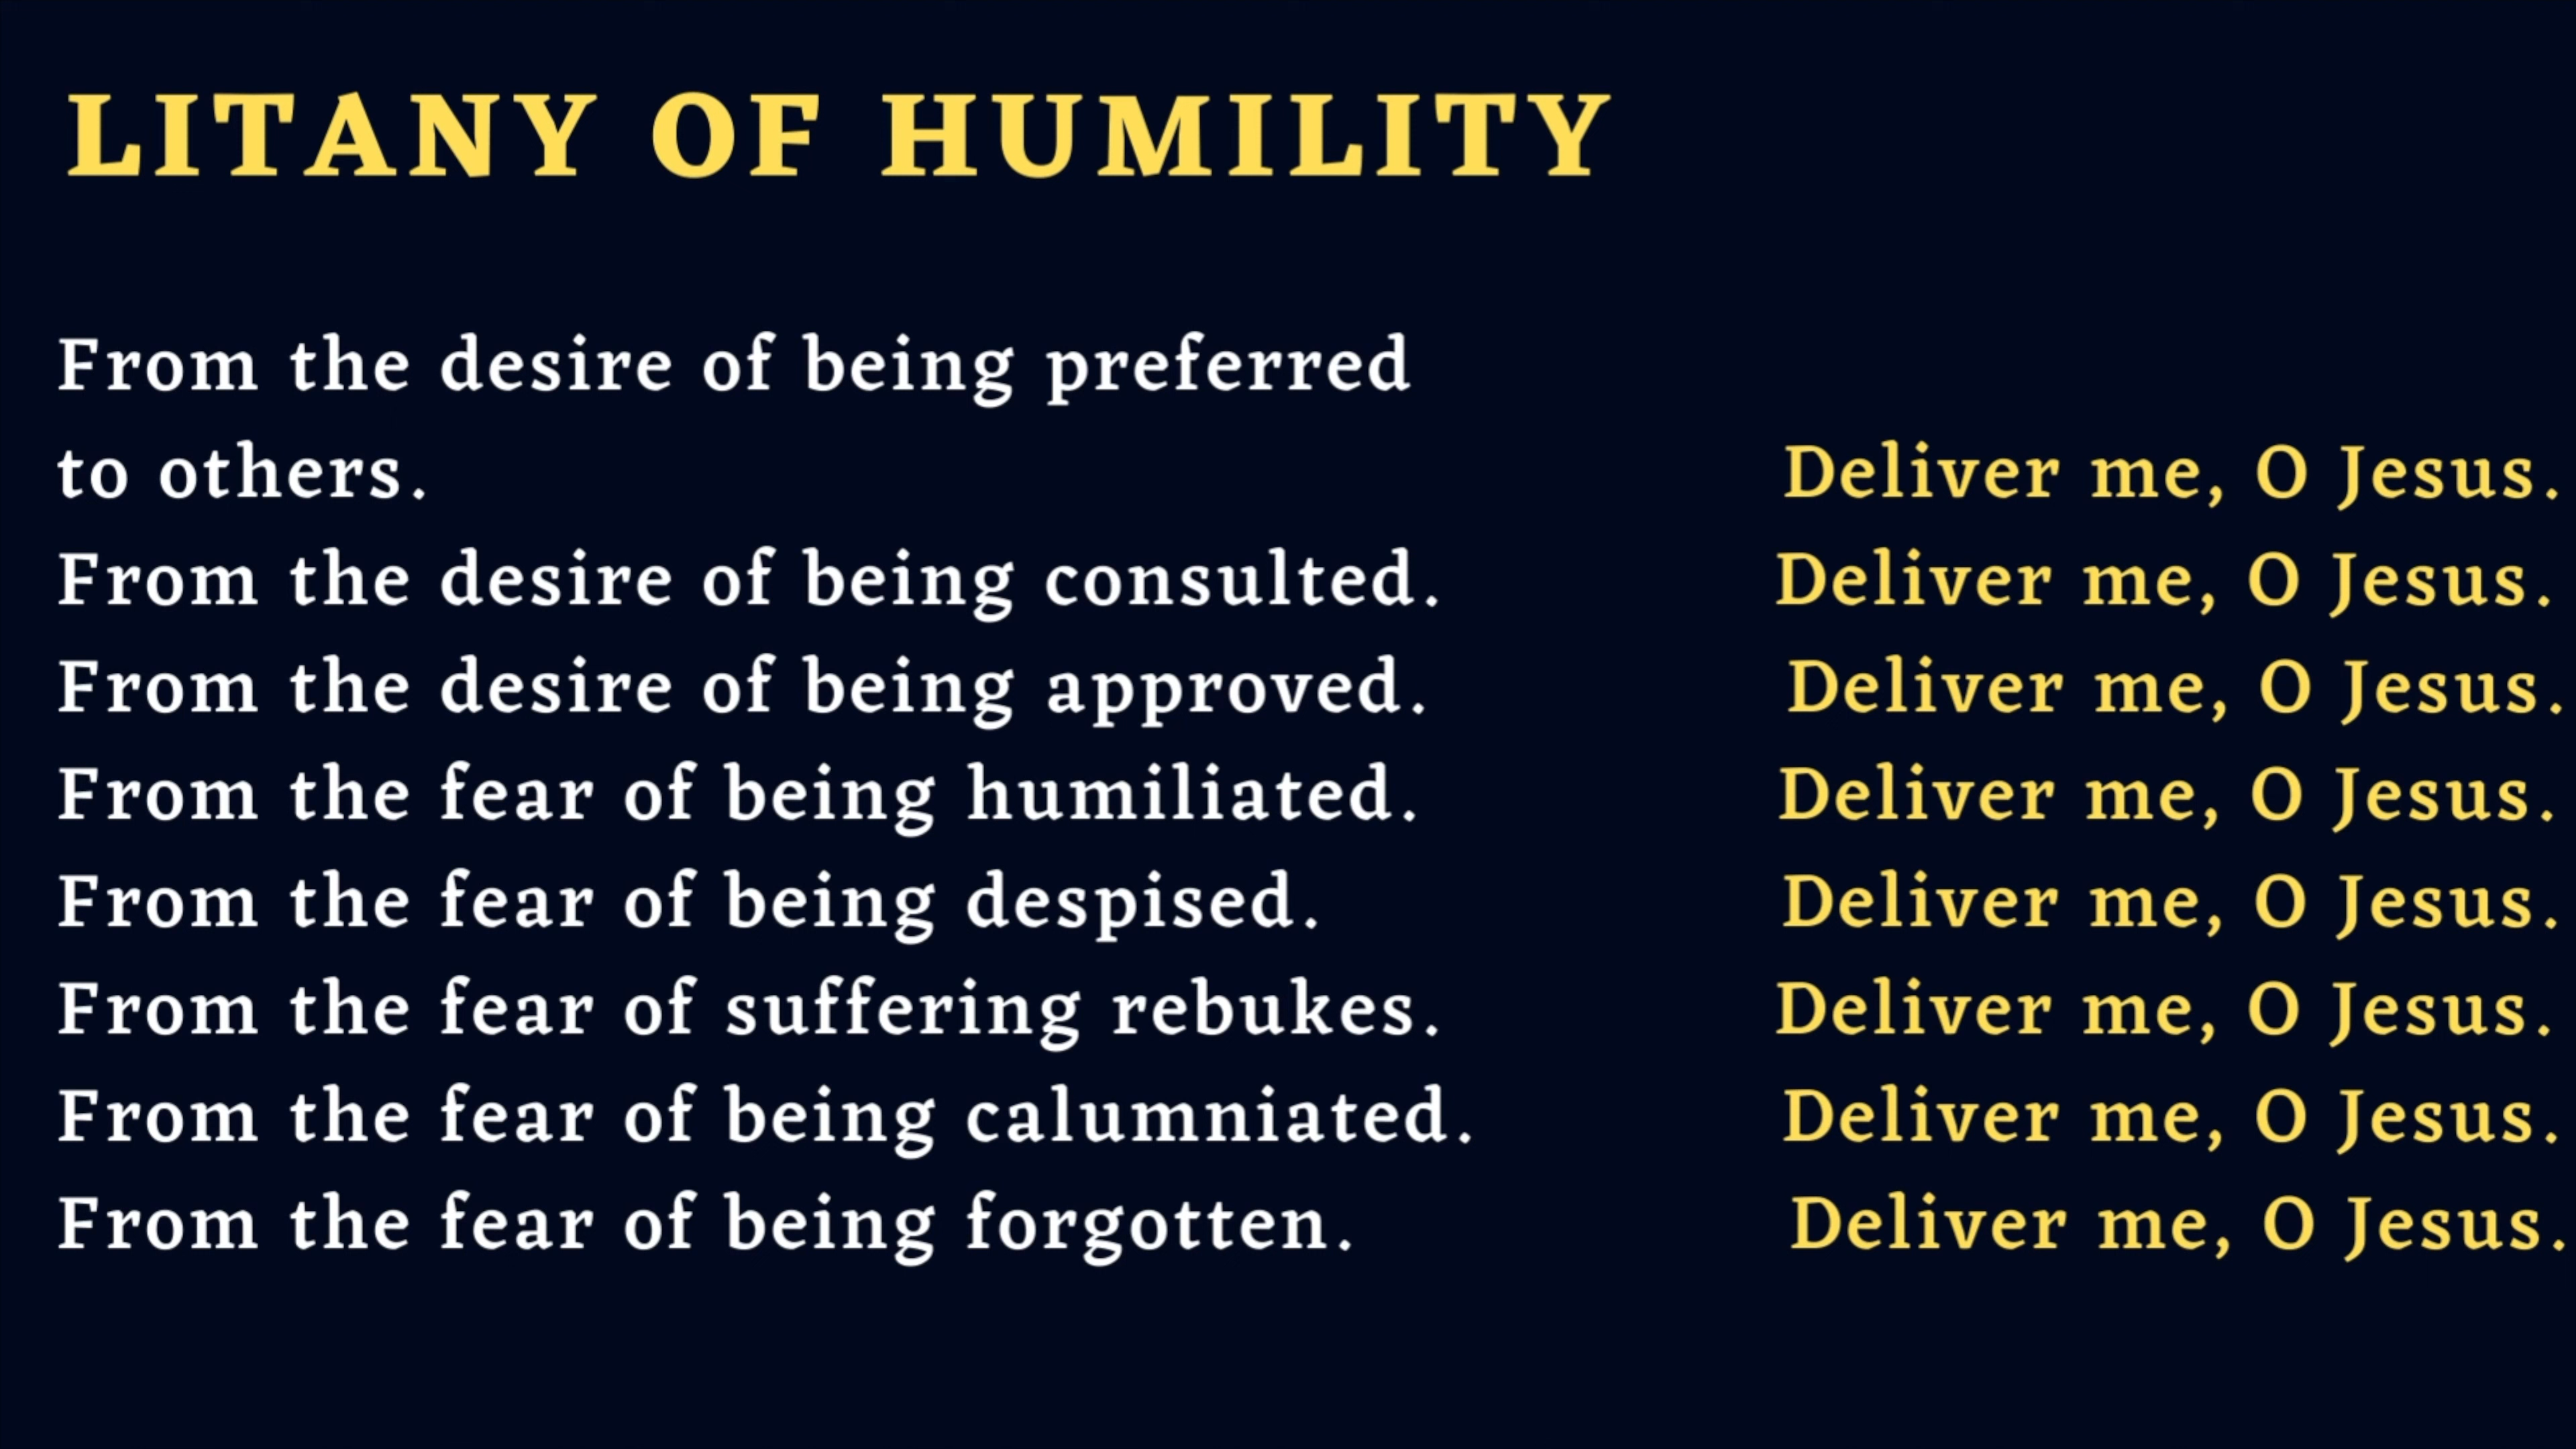 LITANY OF HUMILITY
From the desire of being preferred
to others. Deliver me, O Jesus.
From the desire of being consulted. Deliver me, O Jesus.
From the desire of being approved. Deliver me, O Jesus.
From the fear of being humiliated. Deliver me, O Jesus.
From the fear of being despised. Deliver me, O Jesus.
From the fear of suffering rebukes. Deliver me, O Jesus.
From the fear of being calumniated. Deliver me, O Jesus.
From the fear of being forgotten. Deliver me, O Jesus.